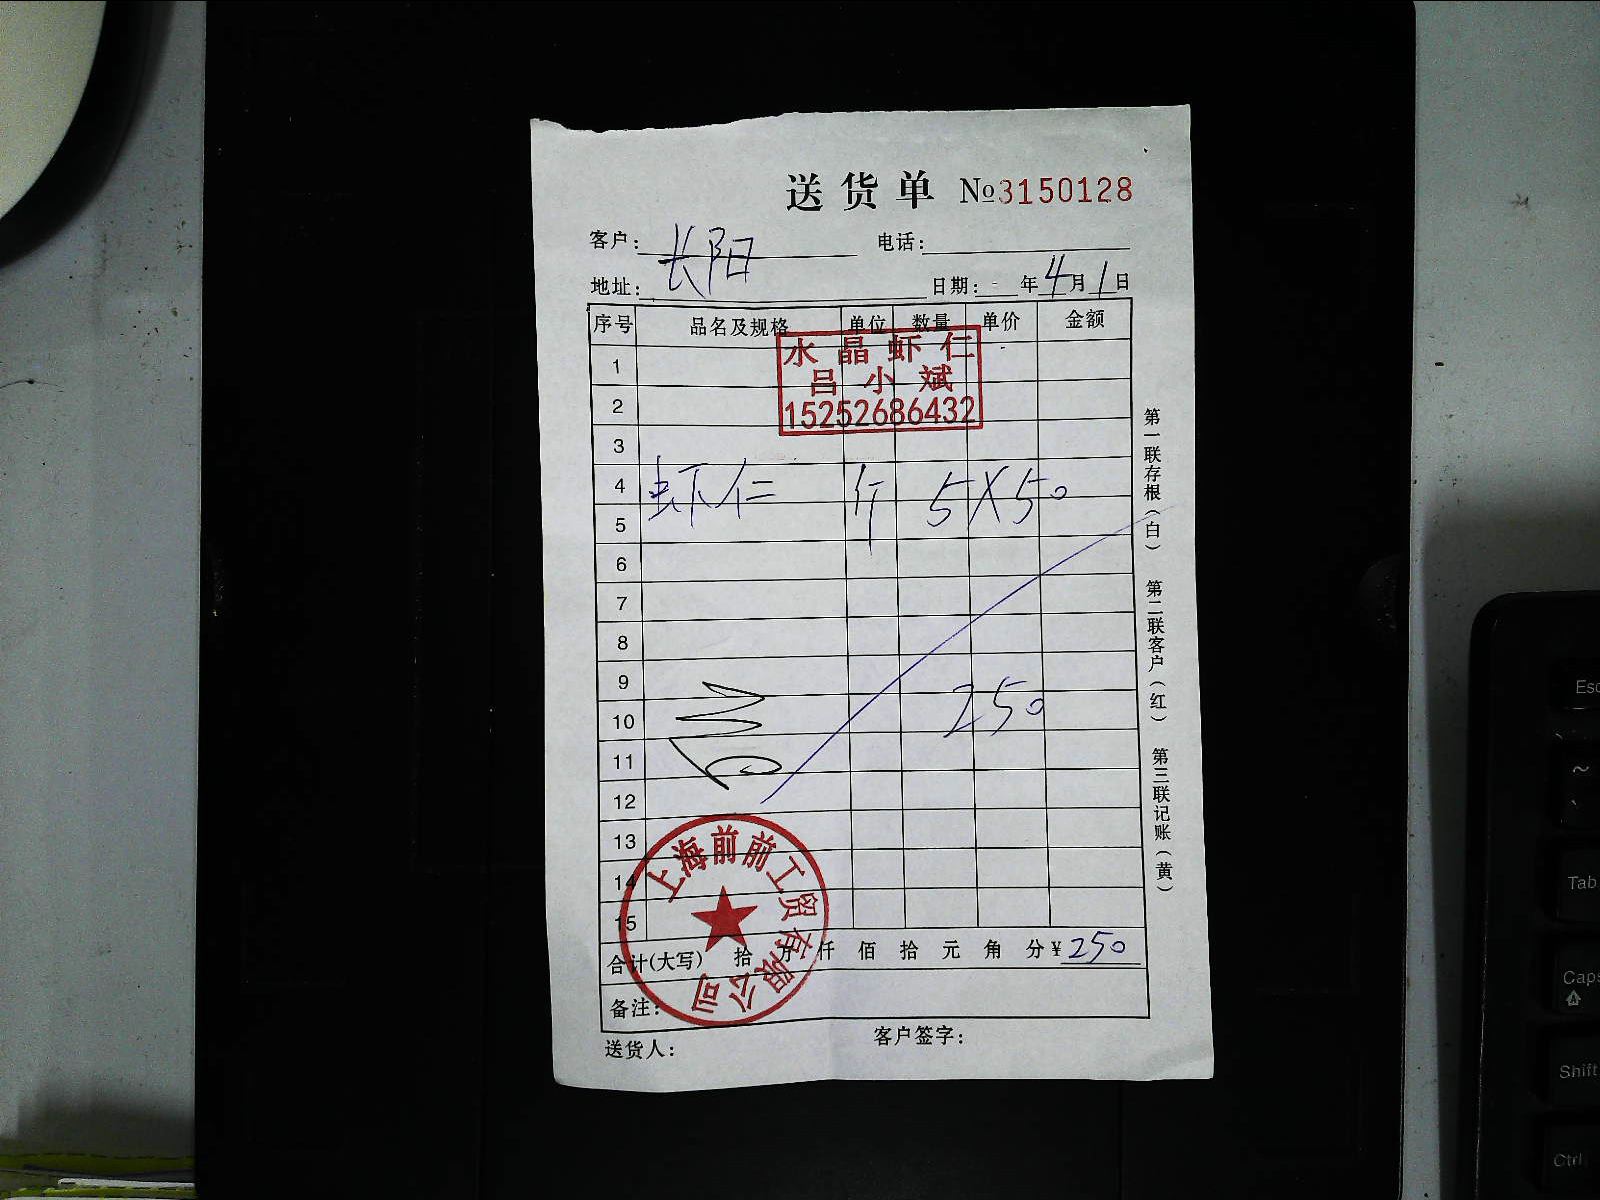 送货单 №3150128
客户: 长阳 电话:
地址: 日期: 年4月1日
序号 品名及规格 单位 数量 单价 金额
水晶虾仁
吕小斌
15252686432
1
2
3
4 虾仁 斤 5×50
5
6
7
8
9
10 250
11
12
13
14
15
上海前前工贸有限公司
合计(大写) 拾 万 仟 佰 拾 元 角 分 ¥250
备注:
送货人: 客户签字:
第一联存根(白) 第二联客户(红) 第三联记账(黄)
Esc
~
、
Tab
Caps
Shift
Ctrl